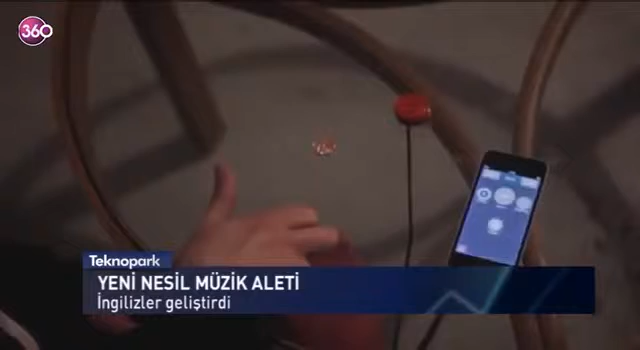 360
Teknopark
YENİ NESİL MÜZİK ALETİ
İngilizler geliştirdi